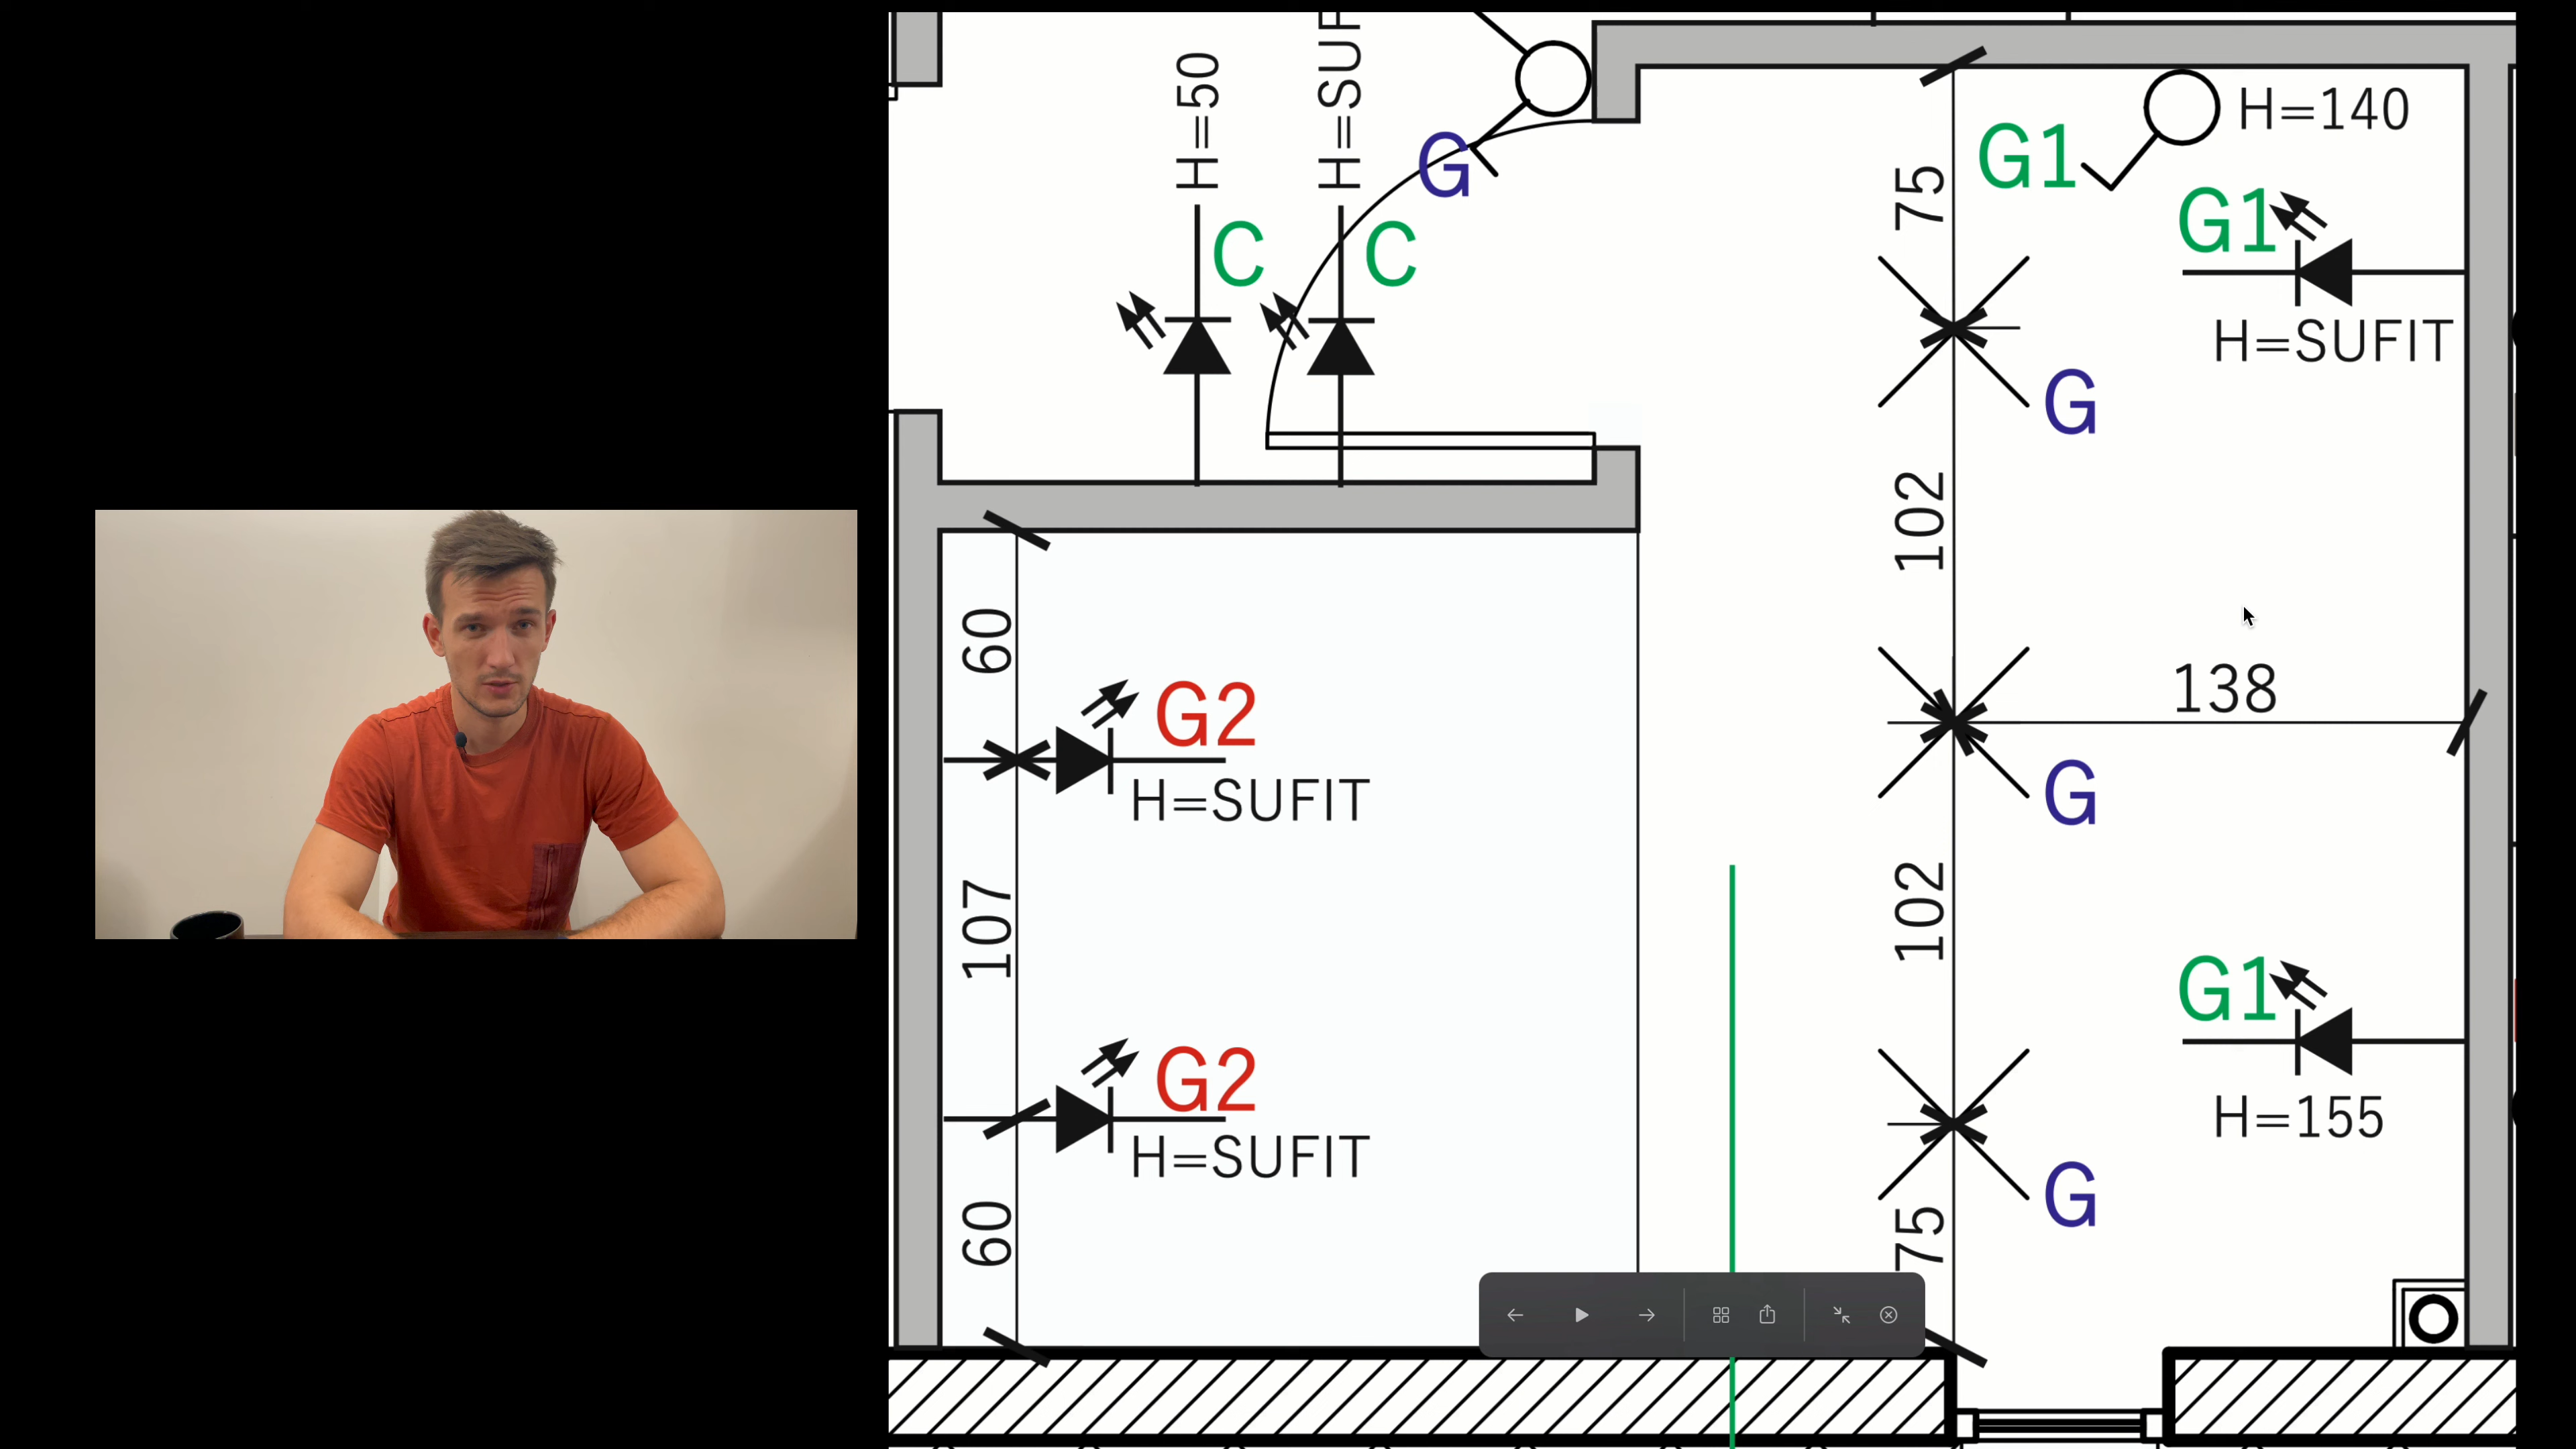 H=50
H=SUF
G
C
C
75
G1
H=140
G1
H=SUFIT
G
102
60
G2
H=SUFIT
138
G
107
102
G1
H=155
G2
H=SUFIT
60
75
G